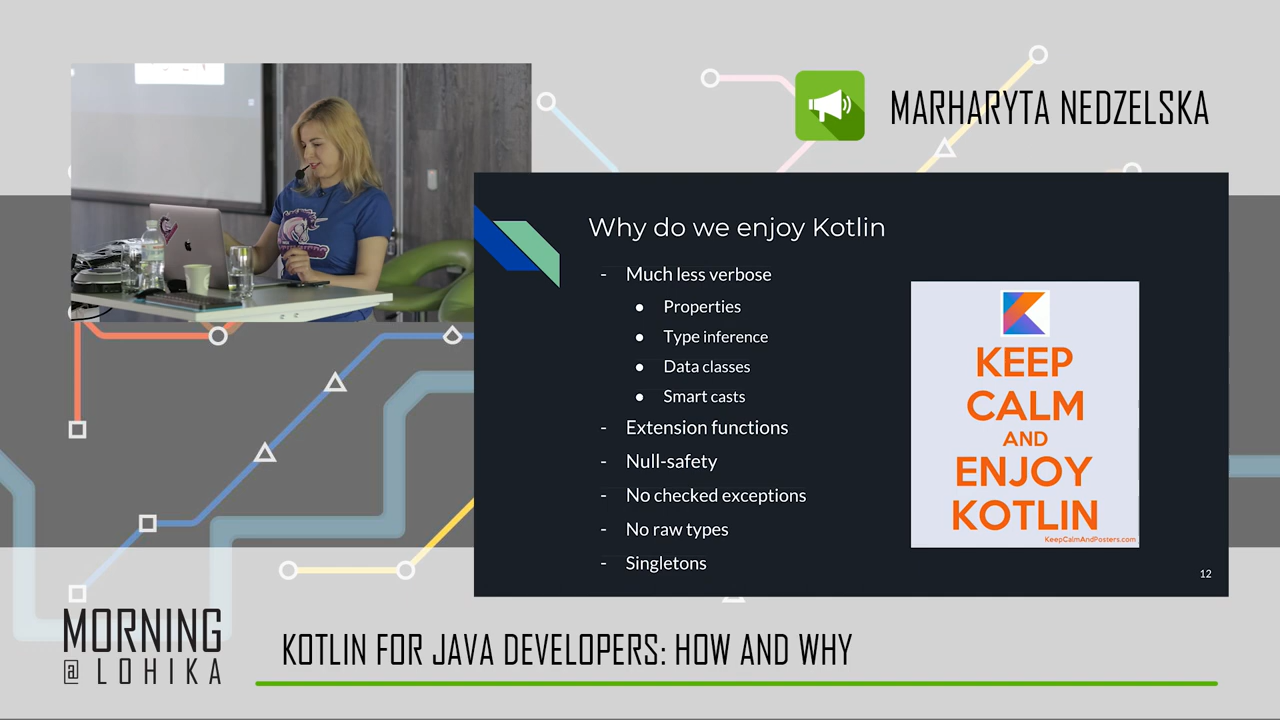 MARHARYTA NEDZELSKA
Why do we enjoy Kotlin
- Much less verbose
● Properties
● Type inference
● Data classes
● Smart casts
- Extension functions
- Null-safety
- No checked exceptions
- No raw types
- Singletons
KEEP
CALM
AND
ENJOY
KOTLIN
KeepCalmAndPosters.com
12
MORNING
@ LOHIKA
KOTLIN FOR JAVA DEVELOPERS: HOW AND WHY